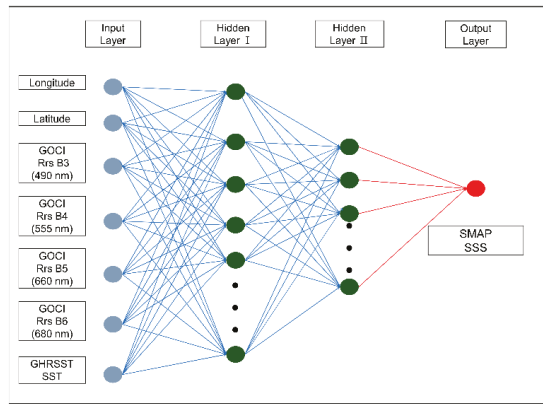 Input
Layer
Hidden
Layer I
Hidden
Layer II
Output
Layer
Longitude
Latitude
GOCI
Rrs B3
(490 nm)
GOCI
Rrs B4
(555 nm)
GOCI
Rrs B5
(660 nm)
GOCI
Rrs B6
(680 nm)
GHRSST
SST
SMAP
SSS